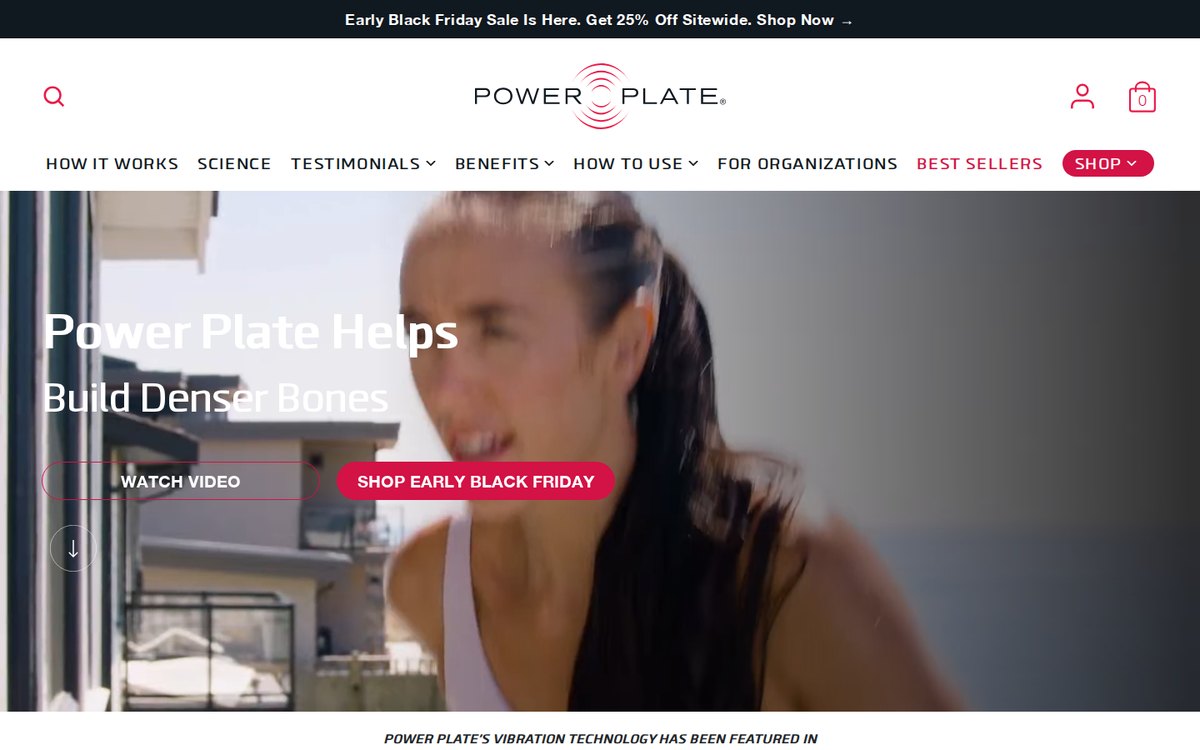 Early Black Friday Sale Is Here. Get 25% Off Sitewide. Shop Now →
POWER PLATE®
0
HOW IT WORKS SCIENCE TESTIMONIALS BENEFITS HOW TO USE FOR ORGANIZATIONS BEST SELLERS SHOP
Power Plate Helps
Build Denser Bones
WATCH VIDEO SHOP EARLY BLACK FRIDAY
POWER PLATE'S VIBRATION TECHNOLOGY HAS BEEN FEATURED IN